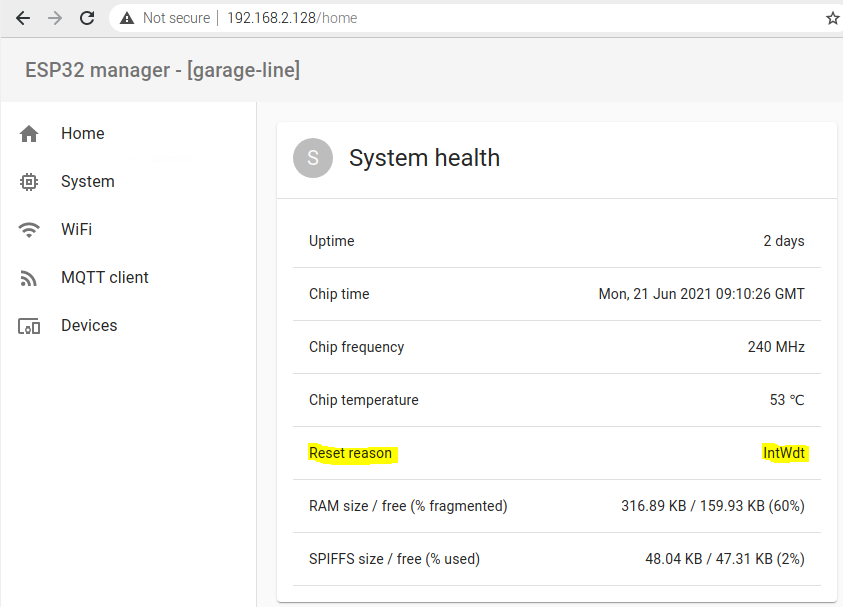 Not secure | 192.168.2.128/home
ESP32 manager - [garage-line]
Home
System
WiFi
MQTT client
Devices
S System health
Uptime 2 days
Chip time Mon, 21 Jun 2021 09:10:26 GMT
Chip frequency 240 MHz
Chip temperature 53 °C
Reset reason IntWdt
RAM size / free (% fragmented) 316.89 KB / 159.93 KB (60%)
SPIFFS size / free (% used) 48.04 KB / 47.31 KB (2%)